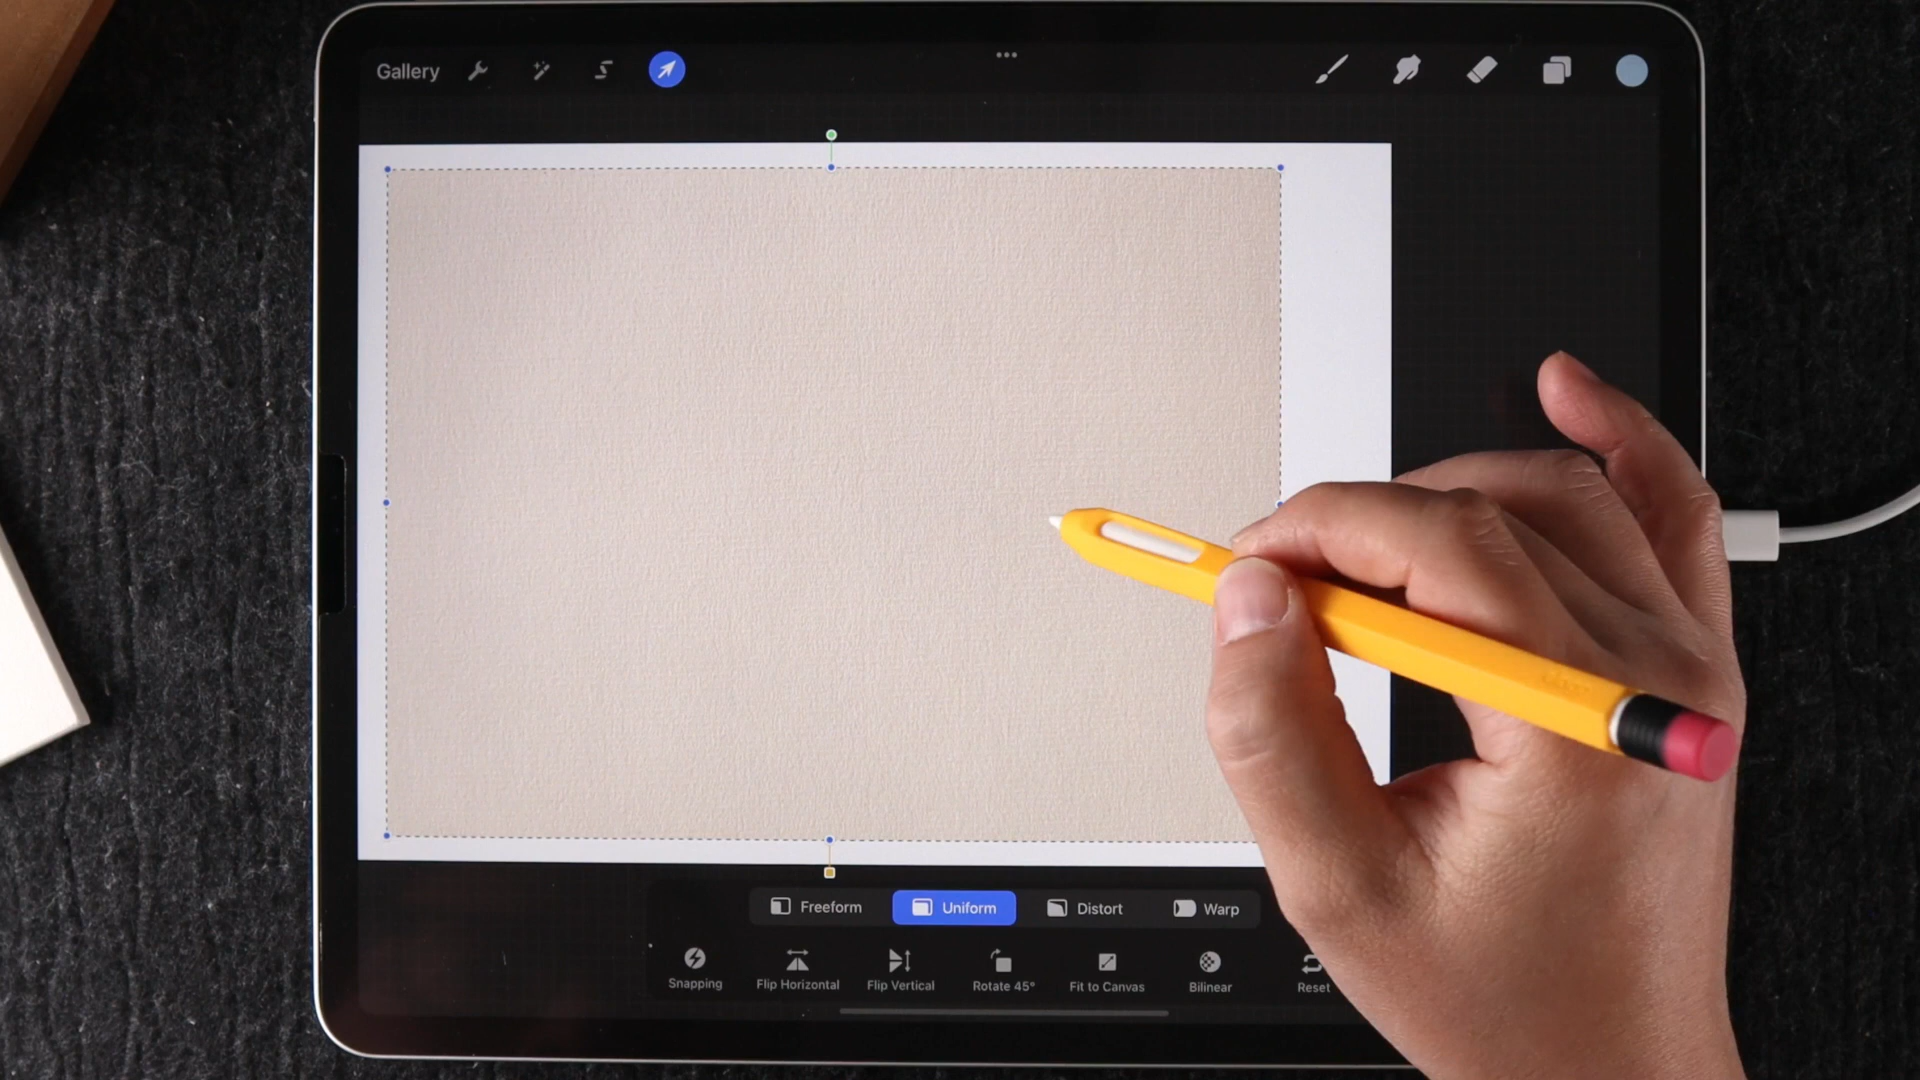 Gallery
Freeform Uniform Distort Warp
Snapping Flip Horizontal Flip Vertical Rotate 45° Fit to Canvas Bilinear Reset